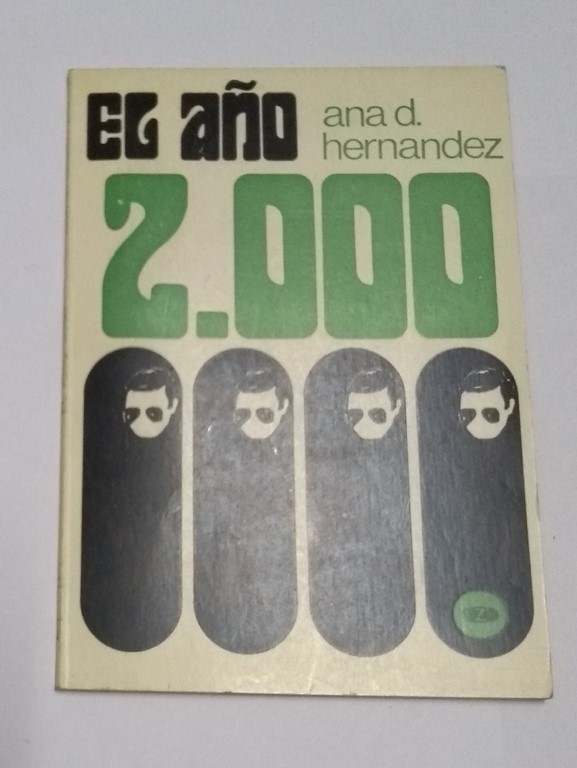 EL año
ana d.
hernandez
2.000
Z